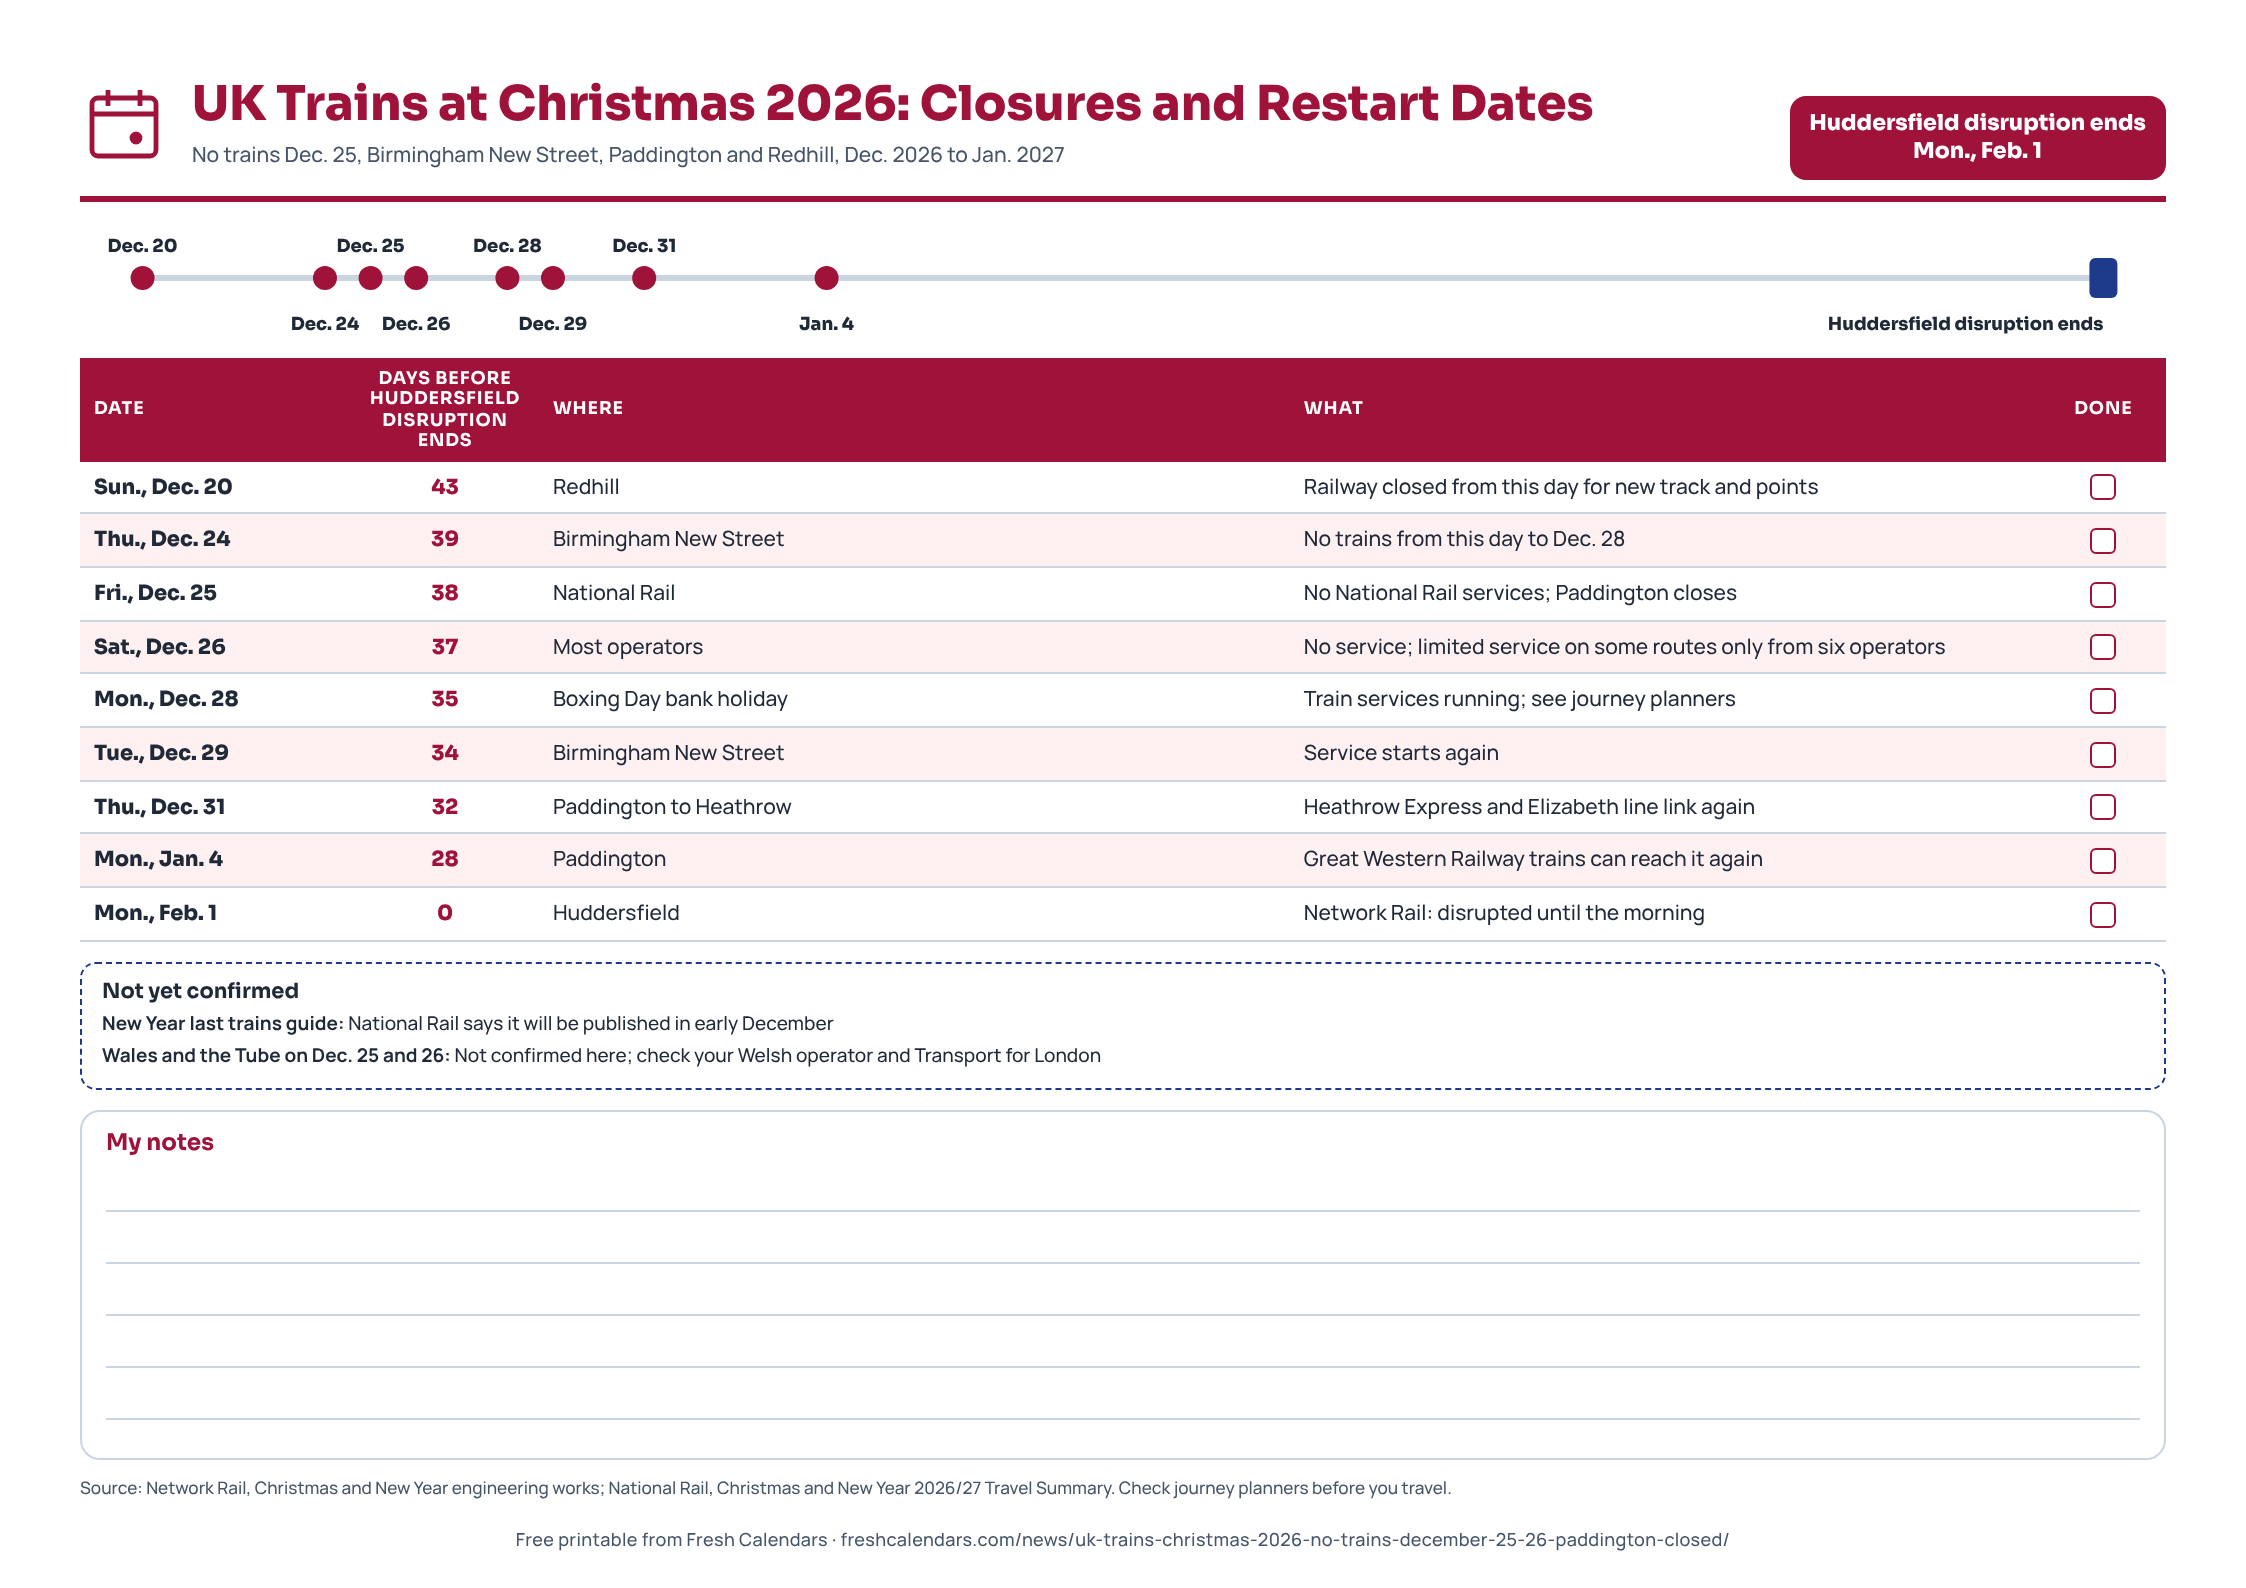 UK Trains at Christmas 2026: Closures and Restart Dates
No trains Dec. 25, Birmingham New Street, Paddington and Redhill, Dec. 2026 to Jan. 2027
Huddersfield disruption ends
Mon., Feb. 1
Dec. 20 Dec. 25 Dec. 28 Dec. 31
Dec. 24 Dec. 26 Dec. 29 Jan. 4 Huddersfield disruption ends
DATE DAYS BEFORE HUDDERSFIELD DISRUPTION ENDS WHERE WHAT DONE
Sun., Dec. 20 43 Redhill Railway closed from this day for new track and points
Thu., Dec. 24 39 Birmingham New Street No trains from this day to Dec. 28
Fri., Dec. 25 38 National Rail No National Rail services; Paddington closes
Sat., Dec. 26 37 Most operators No service; limited service on some routes only from six operators
Mon., Dec. 28 35 Boxing Day bank holiday Train services running; see journey planners
Tue., Dec. 29 34 Birmingham New Street Service starts again
Thu., Dec. 31 32 Paddington to Heathrow Heathrow Express and Elizabeth line link again
Mon., Jan. 4 28 Paddington Great Western Railway trains can reach it again
Mon., Feb. 1 0 Huddersfield Network Rail: disrupted until the morning
Not yet confirmed
New Year last trains guide: National Rail says it will be published in early December
Wales and the Tube on Dec. 25 and 26: Not confirmed here; check your Welsh operator and Transport for London
My notes
Source: Network Rail, Christmas and New Year engineering works; National Rail, Christmas and New Year 2026/27 Travel Summary. Check journey planners before you travel.
Free printable from Fresh Calendars · freshcalendars.com/news/uk-trains-christmas-2026-no-trains-december-25-26-paddington-closed/